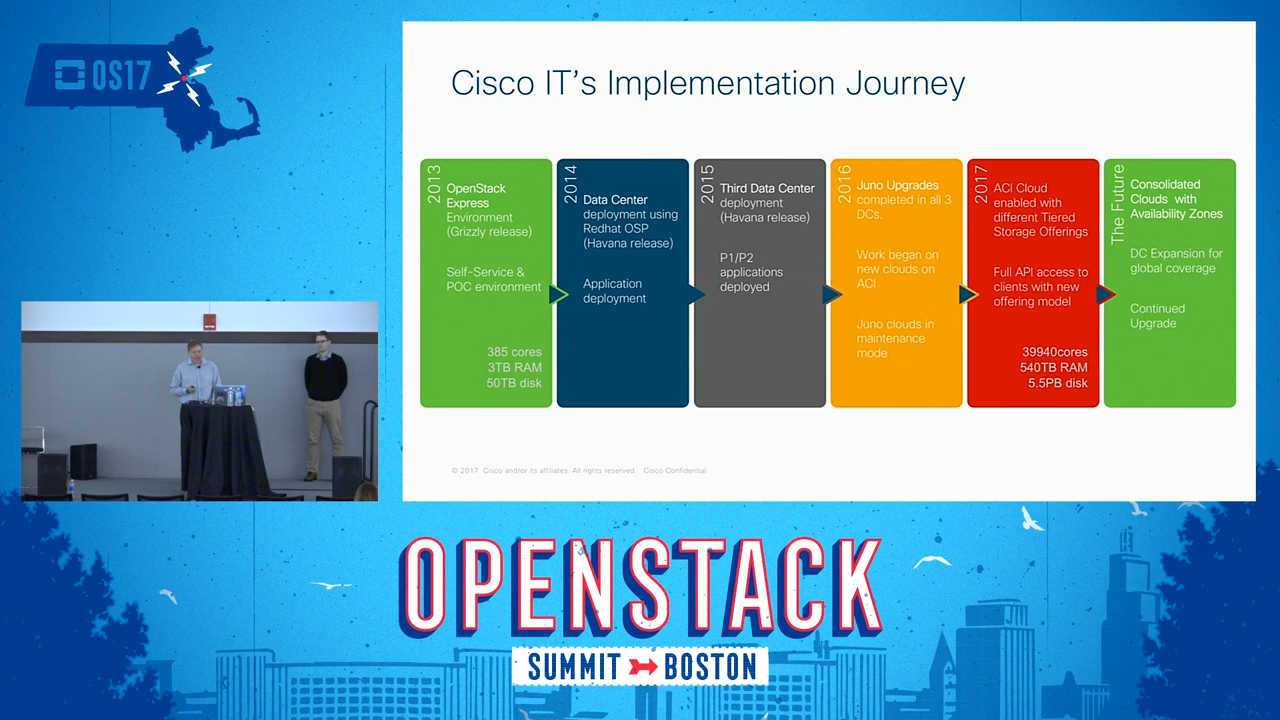 OS17
Cisco IT's Implementation Journey
2013
OpenStack
Express
Environment
(Grizzly release)
Self-Service &
POC environment
385 cores
3TB RAM
50TB disk
2014
Data Center
deployment using
Redhat OSP
(Havana release)
Application
deployment
2015
Third Data Center
deployment
(Havana release)
P1/P2
applications
deployed
2016
Juno Upgrades
completed in all 3
DCs.
Work began on
new clouds on
ACI
Juno clouds in
maintenance
mode
2017
ACI Cloud
enabled with
different Tiered
Storage Offerings
Full API access to
clients with new
offering model
39940cores
540TB RAM
5.5PB disk
The Future
Consolidated
Clouds with
Availability Zones
DC Expansion for
global coverage
Continued
Upgrade
© 2017 Cisco and/or its affiliates. All rights reserved. Cisco Confidential
OPENSTACK
SUMMIT BOSTON